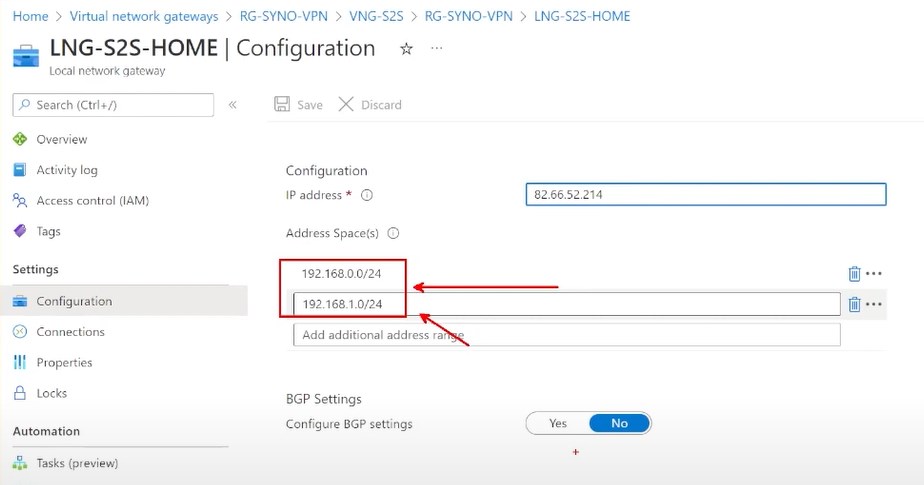 Home > Virtual network gateways > RG-SYNO-VPN > VNG-S2S > RG-SYNO-VPN > LNG-S2S-HOME
LNG-S2S-HOME | Configuration
Local network gateway
Search (Ctrl+/)
Save Discard
Overview
Activity log
Access control (IAM)
Tags
Settings
Configuration
Connections
Properties
Locks
Automation
Tasks (preview)
Configuration
IP address *
82.66.52.214
Address Space(s)
192.168.0.0/24
192.168.1.0/24
Add additional address range
BGP Settings
Configure BGP settings
Yes No